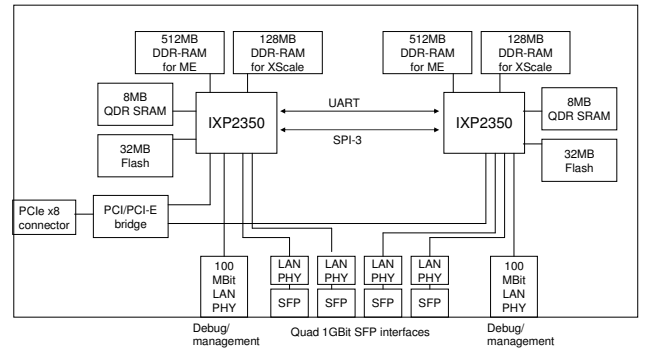 512MB
DDR-RAM
for ME
128MB
DDR-RAM
for XScale
512MB
DDR-RAM
for ME
128MB
DDR-RAM
for XScale
8MB
QDR SRAM
IXP2350
UART
SPI-3
IXP2350
8MB
QDR SRAM
32MB
Flash
32MB
Flash
PCIe x8
connector
PCI/PCI-E
bridge
100
MBit
LAN
PHY
LAN
PHY
LAN
PHY
LAN
PHY
LAN
PHY
SFP
SFP
SFP
SFP
100
MBit
LAN
PHY
Debug/
management
Quad 1GBit SFP interfaces
Debug/
management